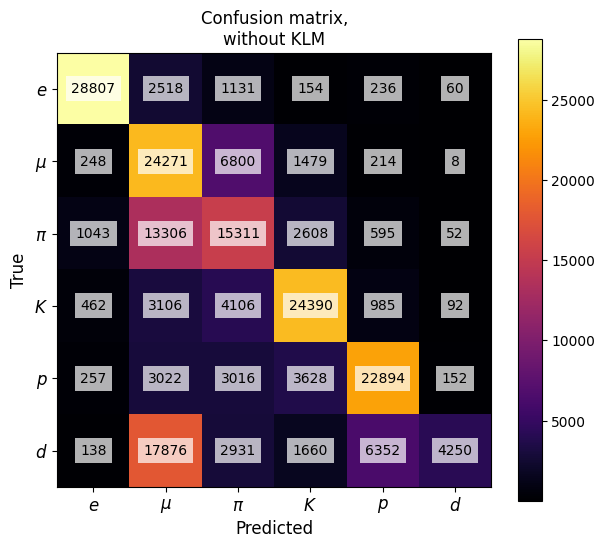 Confusion matrix,
without KLM
True
e 28807 2518 1131 154 236 60
μ 248 24271 6800 1479 214 8
π 1043 13306 15311 2608 595 52
K 462 3106 4106 24390 985 92
p 257 3022 3016 3628 22894 152
d 138 17876 2931 1660 6352 4250
e μ π K p d
Predicted
25000
20000
15000
10000
5000